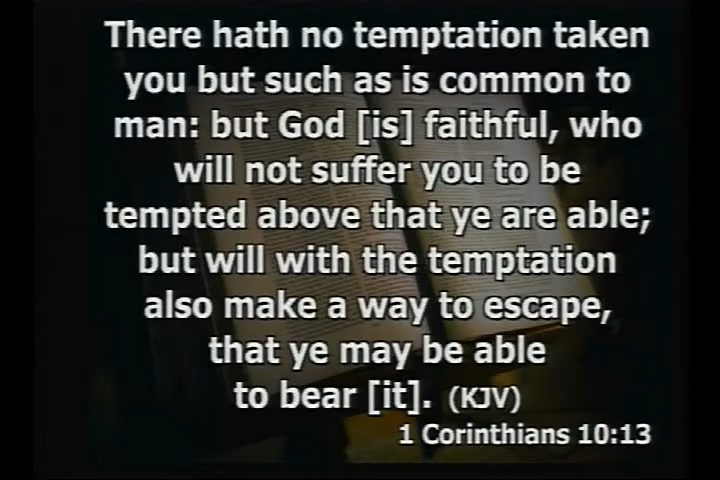 There hath no temptation taken
you but such as is common to
man: but God [is] faithful, who
will not suffer you to be
tempted above that ye are able;
but will with the temptation
also make a way to escape,
that ye may be able
to bear [it]. (KJV)
1 Corinthians 10:13